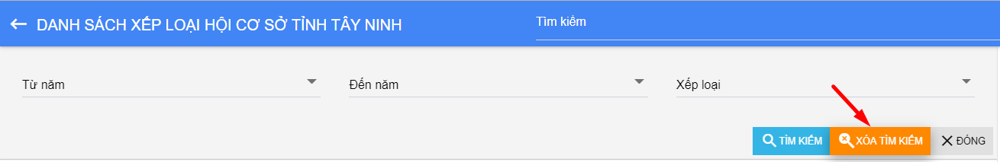 DANH SÁCH XẾP LOẠI HỘI CƠ SỞ TỈNH TÂY NINH
Tìm kiếm
Từ năm
Đến năm
Xếp loại
TÌM KIẾM
XÓA TÌM KIẾM
ĐÓNG